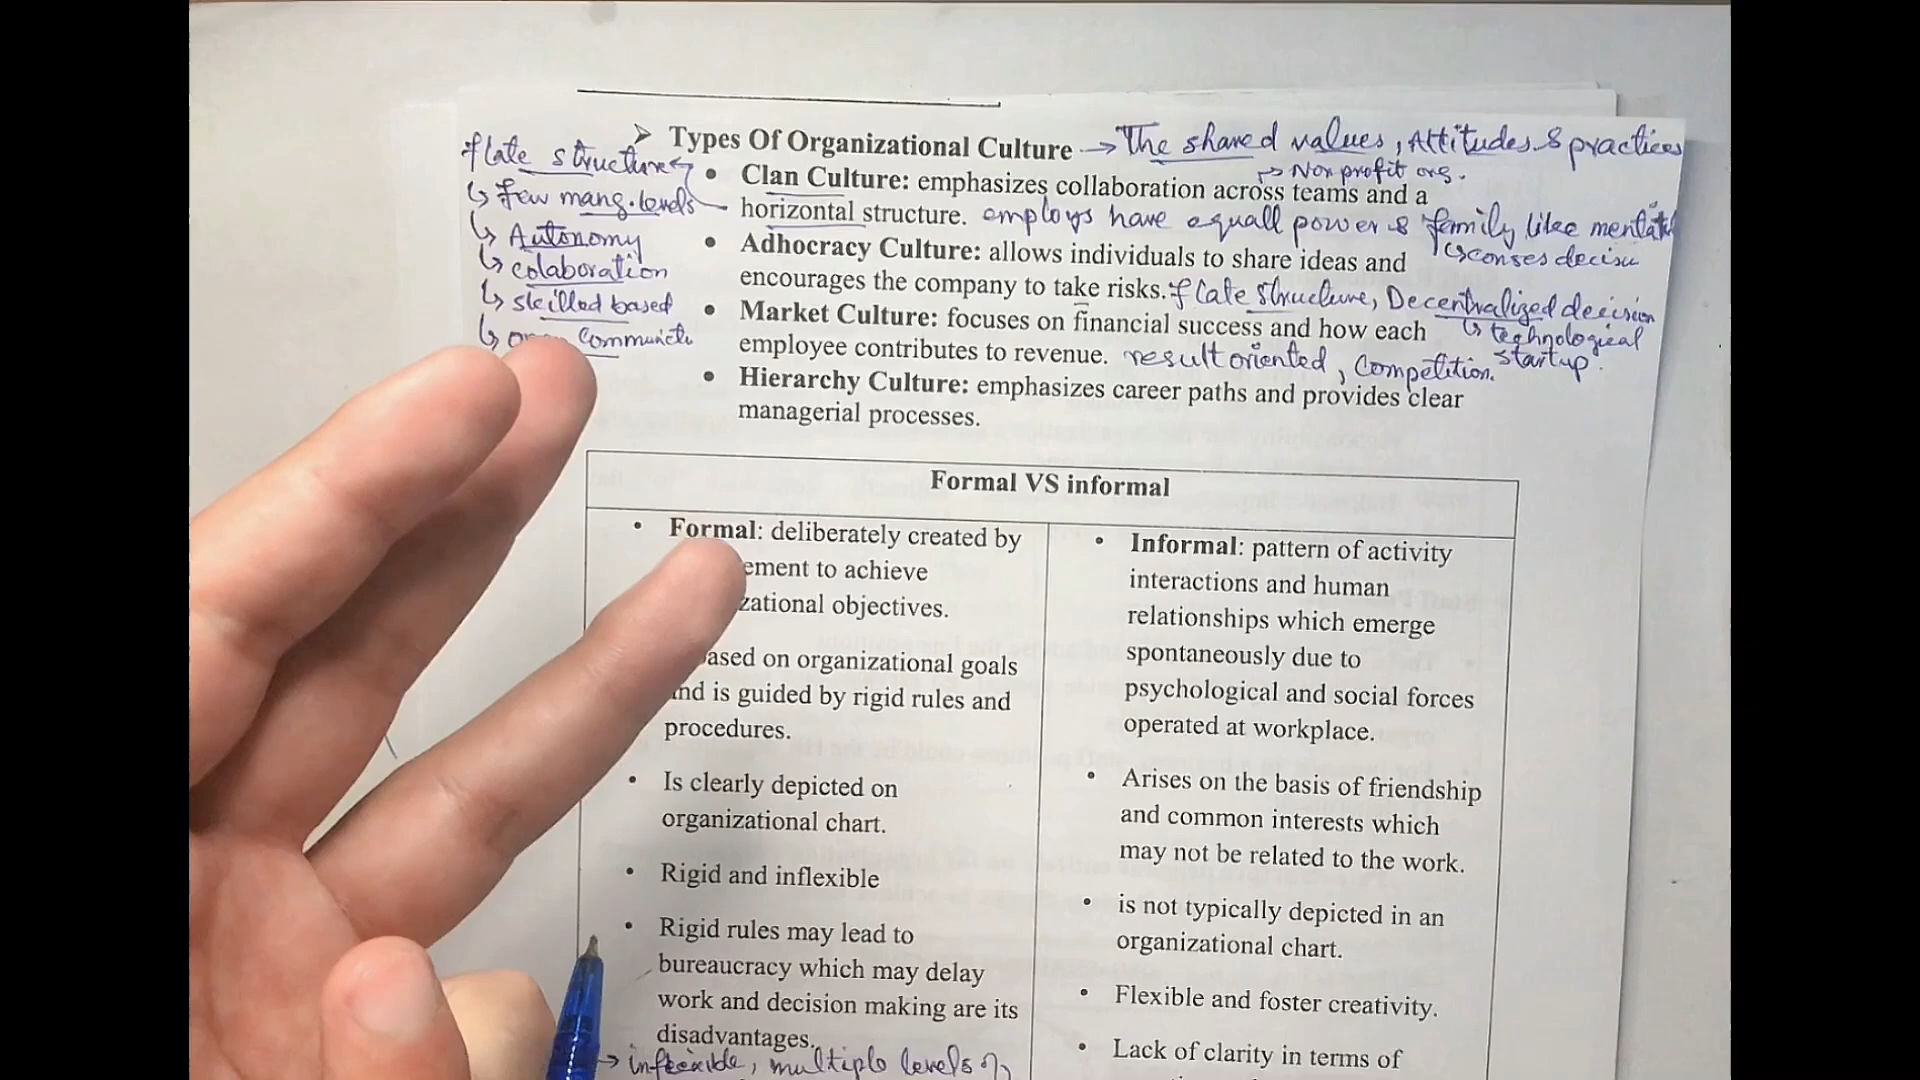 ➤ Types Of Organizational Culture → The shared values, Attitudes & practices
→ Nonprofit org.
• Clan Culture: emphasizes collaboration across teams and a
horizontal structure. employs have equall power & family like
↳ conses
• Adhocracy Culture: allows individuals to share ideas and
encourages the company to take risks. flate structure, Decentralized decision
↳ technological
startup.
• Market Culture: focuses on financial success and how each
employee contributes to revenue. result oriented, Competition.
• Hierarchy Culture: emphasizes career paths and provides clear
managerial processes.
flate structure
↳ few mang. levels
↳ Autonomy
↳ colaboration
↳ skilled based
↳
Formal VS informal
• Formal: deliberately created by
ement to achieve
zational objectives.
ased on organizational goals
and is guided by rigid rules and
procedures.
• Is clearly depicted on
organizational chart.
• Rigid and inflexible
• Rigid rules may lead to
bureaucracy which may delay
work and decision making are its
disadvantages.
→ multiple levels of
• Informal: pattern of activity
interactions and human
relationships which emerge
spontaneously due to
psychological and social forces
operated at workplace.
• Arises on the basis of friendship
and common interests which
may not be related to the work.
• is not typically depicted in an
organizational chart.
• Flexible and foster creativity.
• Lack of clarity in terms of